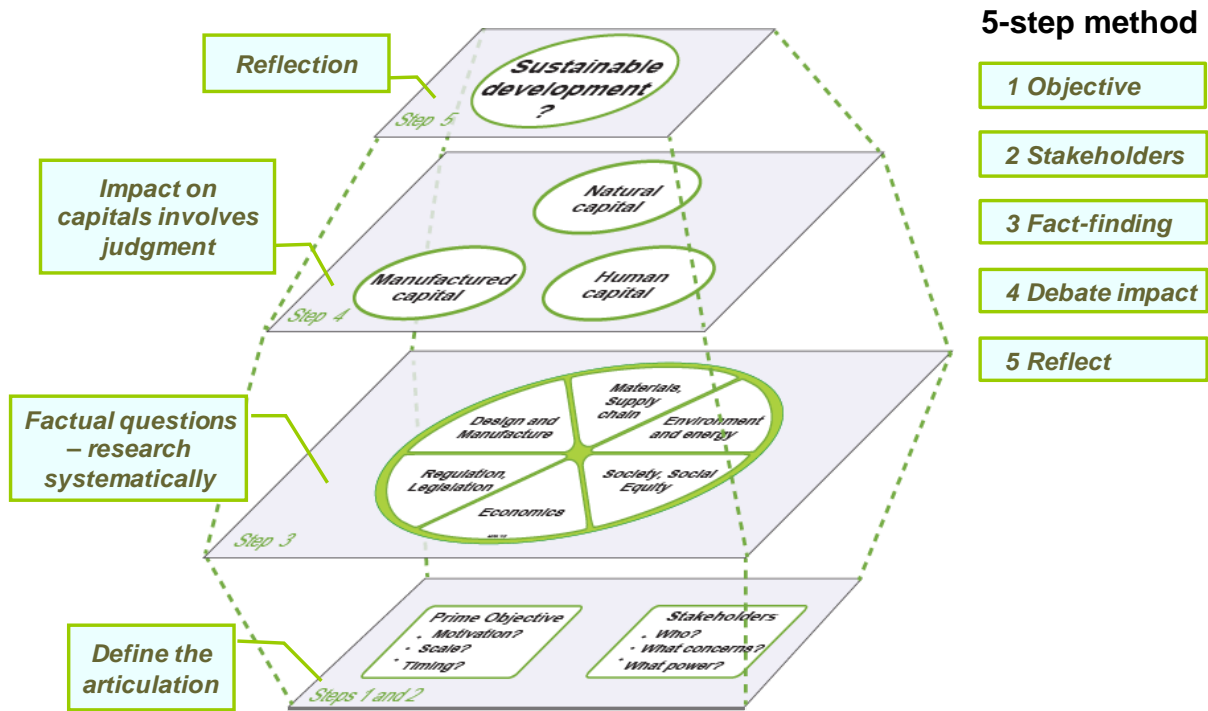 5-step method
1 Objective
2 Stakeholders
3 Fact-finding
4 Debate impact
5 Reflect
Reflection
Sustainable
development
?
Step 5
Impact on
capitals involves
judgment
Natural
capital
Manufactured
capital
Human
capital
Step 4
Factual questions
– research
systematically
Materials,
Supply
chain
Design and
Manufacture
Environment
and energy
Regulation,
Legislation
Society, Social
Equity
Economics
Step 3
Define the
articulation
Prime Objective
• Motivation?
• Scale?
• Timing?
Stakeholders
• Who?
• What concerns?
• What power?
Steps 1 and 2